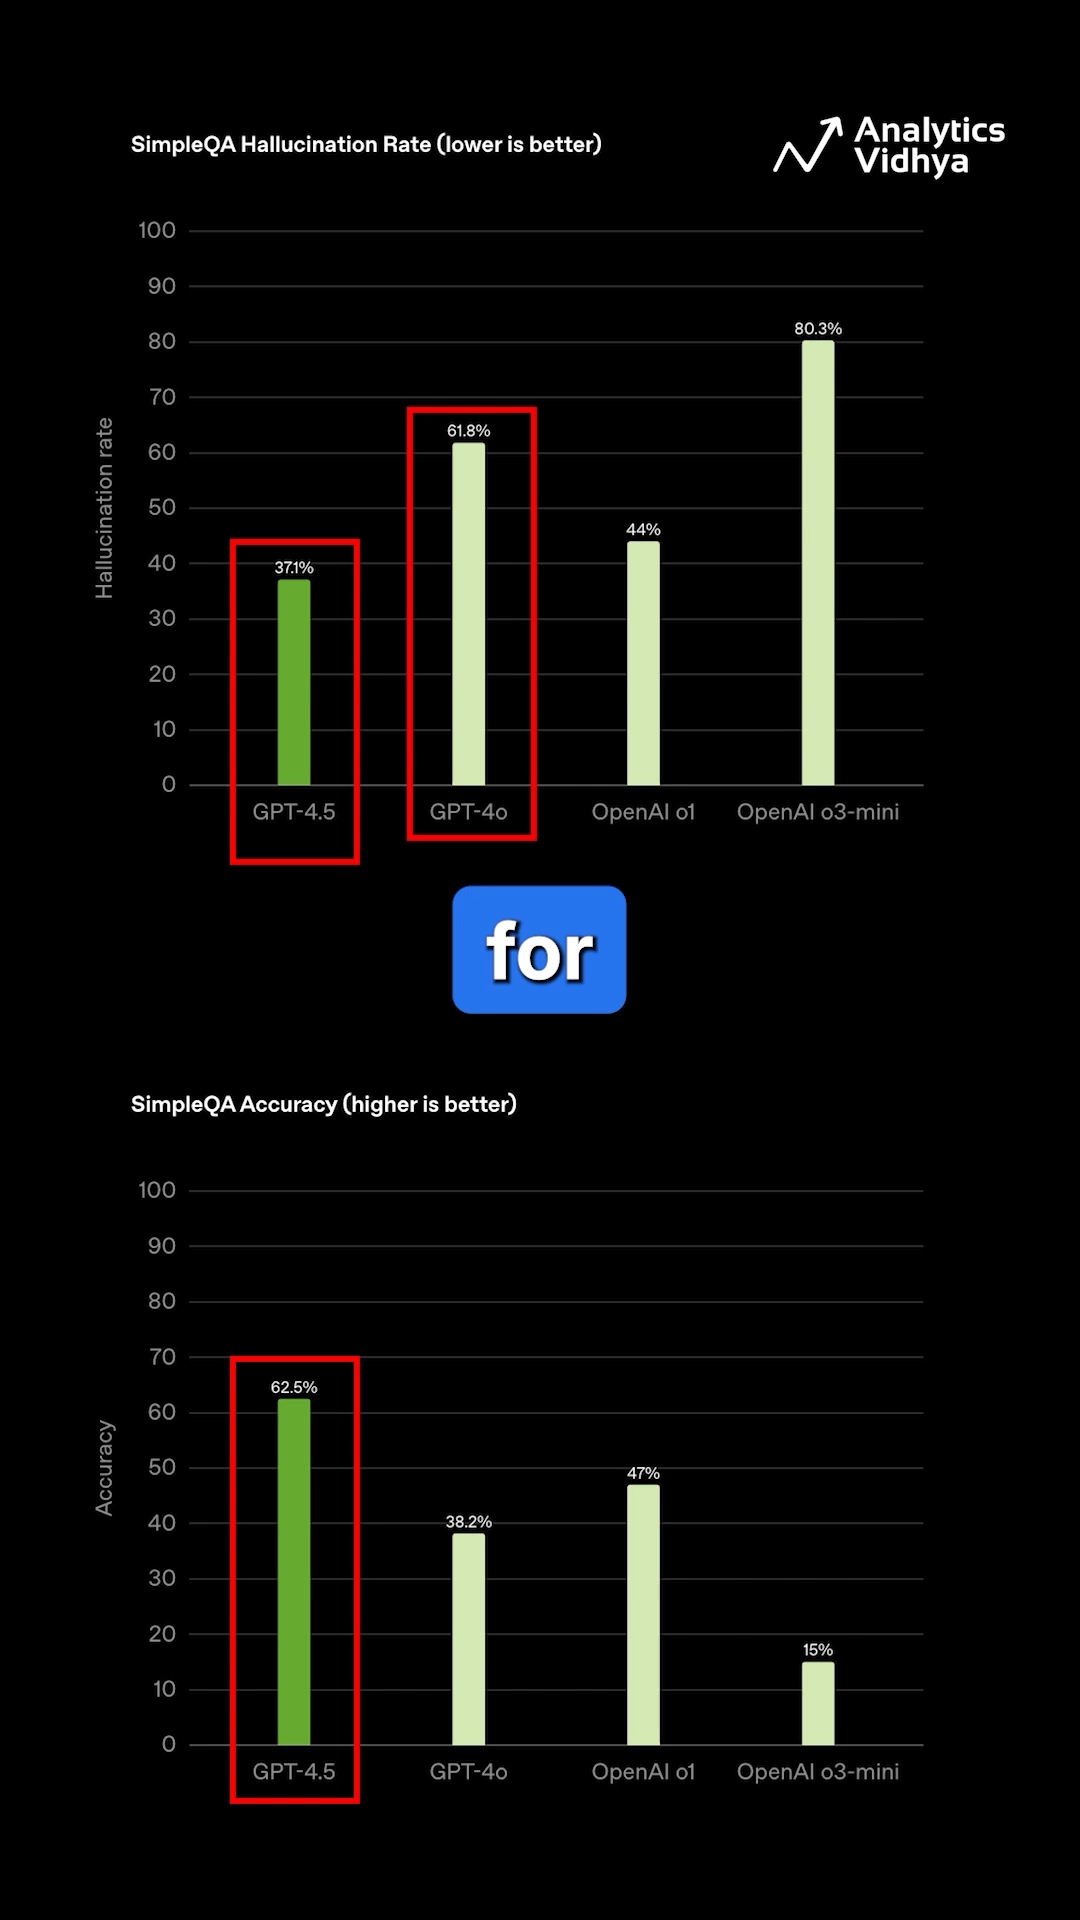 SimpleQA Hallucination Rate (lower is better)
Analytics
Vidhya
100
90
80
70
60
50
40
30
20
10
0
Hallucination rate
37.1%
61.8%
44%
80.3%
GPT-4.5
GPT-4o
OpenAI o1
OpenAI o3-mini
for
SimpleQA Accuracy (higher is better)
100
90
80
70
60
50
40
30
20
10
0
Accuracy
62.5%
38.2%
47%
15%
GPT-4.5
GPT-4o
OpenAI o1
OpenAI o3-mini